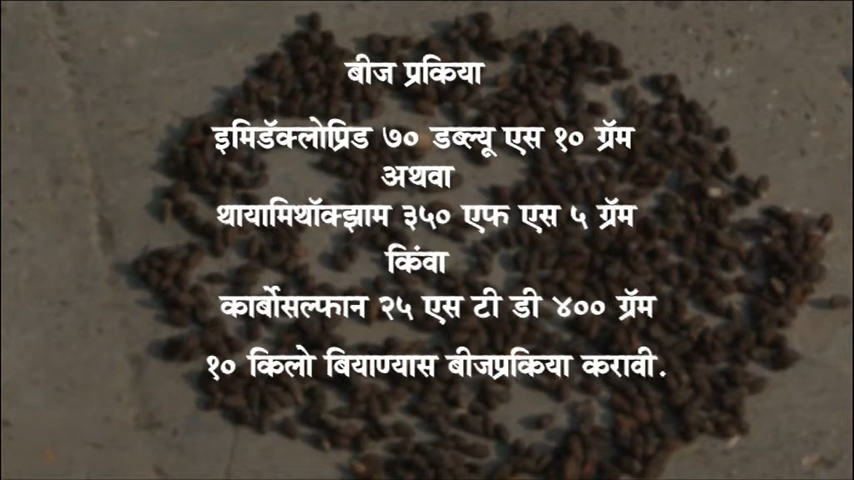 बीज प्रकिया
इमिडॅक्लोप्रिड ७० डब्ल्यू एस १० ग्रॅम
अथवा
थायामिथॉक्झाम ३५० एफ एस ५ ग्रॅम
किंवा
कार्बोसल्फान २५ एस टी डी ४०० ग्रॅम
१० किलो बियाण्यास बीजप्रकिया करावी.